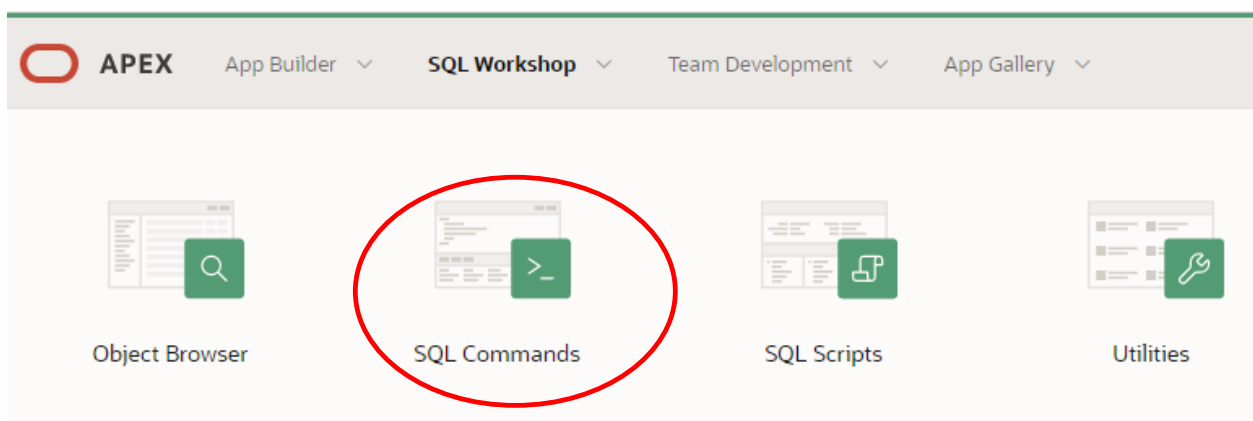 APEX App Builder SQL Workshop Team Development App Gallery
Object Browser SQL Commands SQL Scripts Utilities